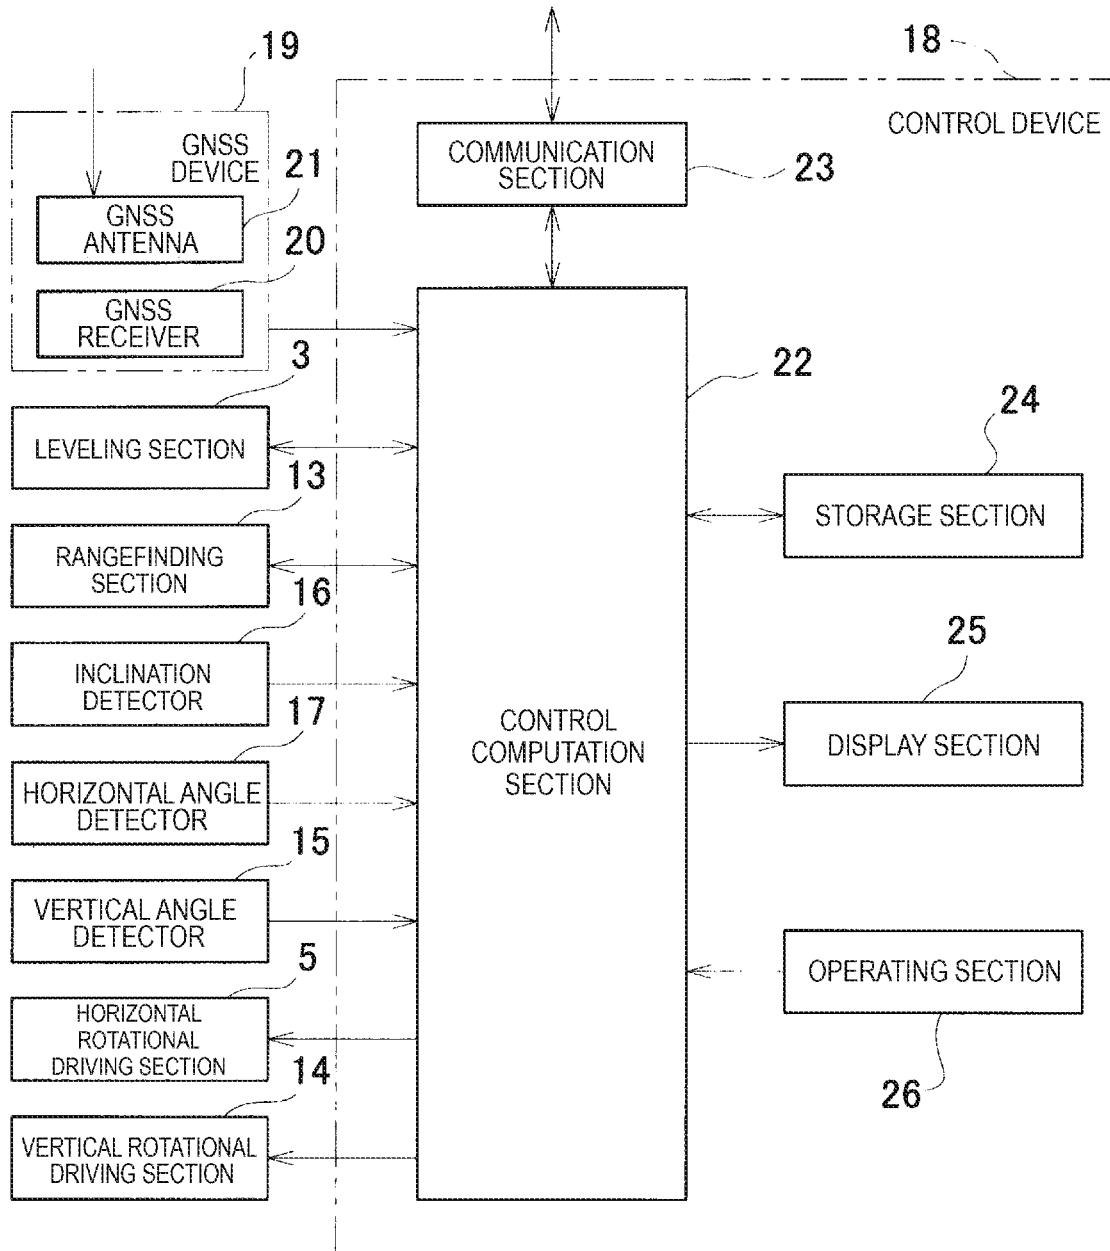 19
18
CONTROL DEVICE
GNSS
DEVICE
COMMUNICATION
SECTION
23
21
GNSS
ANTENNA
20
GNSS
RECEIVER
3
22
LEVELING SECTION
24
13
STORAGE SECTION
RANGEFINDING
SECTION
16
INCLINATION
DETECTOR
25
17
CONTROL
COMPUTATION
SECTION
DISPLAY SECTION
HORIZONTAL ANGLE
DETECTOR
15
VERTICAL ANGLE
DETECTOR
5
OPERATING SECTION
HORIZONTAL
ROTATIONAL
DRIVING SECTION
14
26
VERTICAL ROTATIONAL
DRIVING SECTION